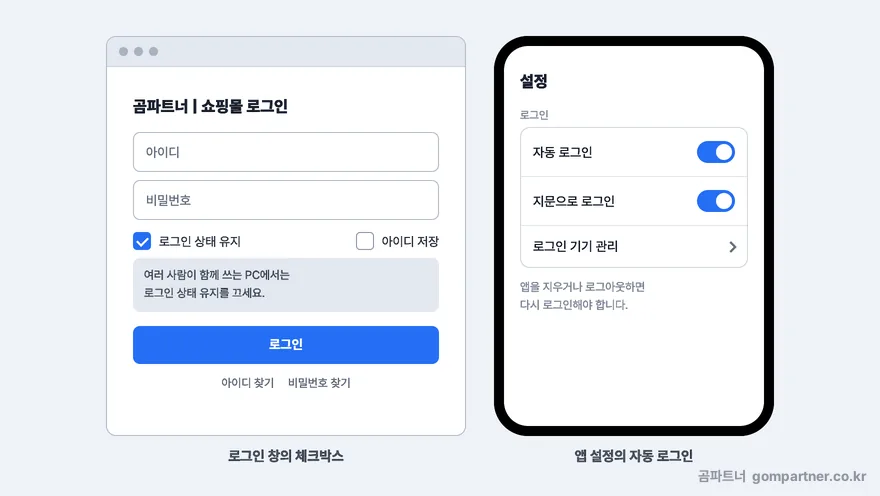 곰파트너 | 쇼핑몰 로그인
아이디
비밀번호
로그인 상태 유지
아이디 저장
여러 사람이 함께 쓰는 PC에서는
로그인 상태 유지를 끄세요.
로그인
아이디 찾기
비밀번호 찾기
로그인 창의 체크박스
설정
로그인
자동 로그인
지문으로 로그인
로그인 기기 관리
앱을 지우거나 로그아웃하면
다시 로그인해야 합니다.
앱 설정의 자동 로그인
곰파트너 gompartner.co.kr